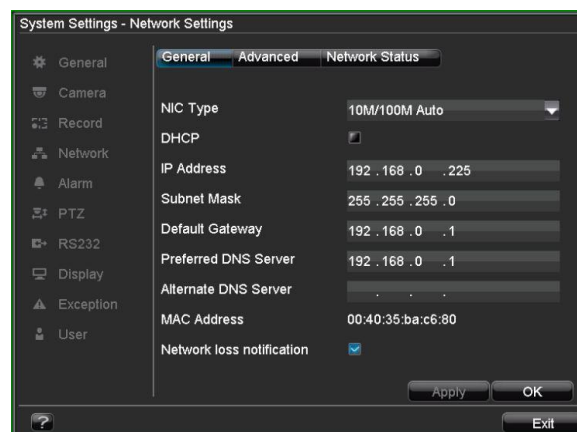 System Settings - Network Settings
General
Camera
Record
Network
Alarm
PTZ
RS232
Display
Exception
User
General Advanced Network Status
NIC Type 10M/100M Auto
DHCP
IP Address 192 . 168 . 0 . 225
Subnet Mask 255 . 255 . 255 . 0
Default Gateway 192 . 168 . 0 . 1
Preferred DNS Server 192 . 168 . 0 . 1
Alternate DNS Server . . .
MAC Address 00:40:35:ba:c6:80
Network loss notification
Apply OK
? Exit